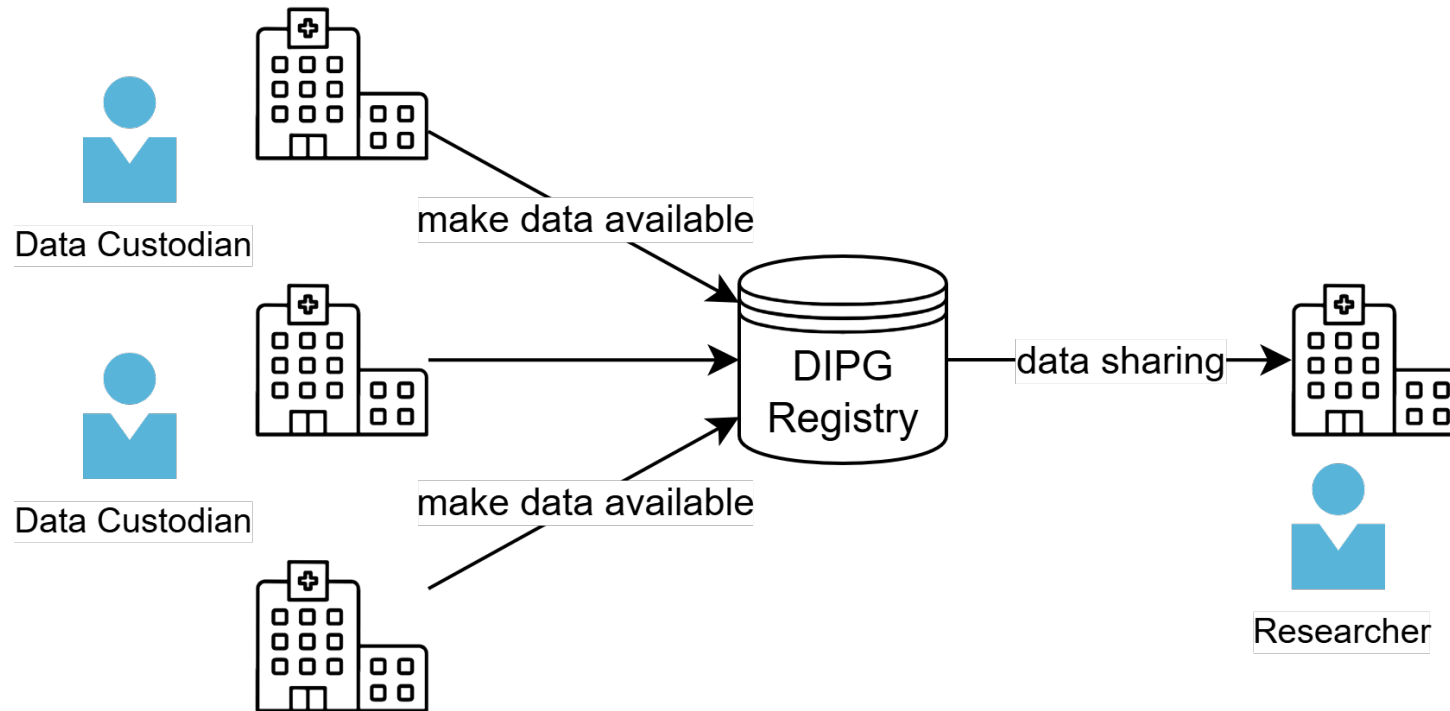 Data Custodian
make data available
DIPG
Registry
data sharing
Data Custodian
make data available
Researcher